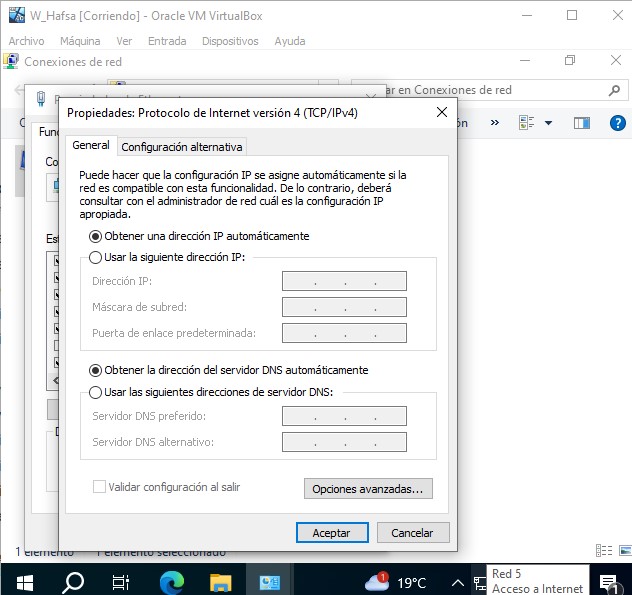 W_Hafsa [Corriendo] - Oracle VM VirtualBox
Archivo Máquina Ver Entrada Dispositivos Ayuda
Conexiones de red
ar en Conexiones de red
Propiedades: Protocolo de Internet versión 4 (TCP/IPv4)
General Configuración alternativa
Puede hacer que la configuración IP se asigne automáticamente si la
red es compatible con esta funcionalidad. De lo contrario, deberá
consultar con el administrador de red cuál es la configuración IP
apropiada.
Obtener una dirección IP automáticamente
Usar la siguiente dirección IP:
Dirección IP:
Máscara de subred:
Puerta de enlace predeterminada:
Obtener la dirección del servidor DNS automáticamente
Usar las siguientes direcciones de servidor DNS:
Servidor DNS preferido:
Servidor DNS alternativo:
Validar configuración al salir
Opciones avanzadas...
Aceptar Cancelar
1 elemento 1 elemento seleccionado
1 19°C
Red 5
Acceso a Internet
1